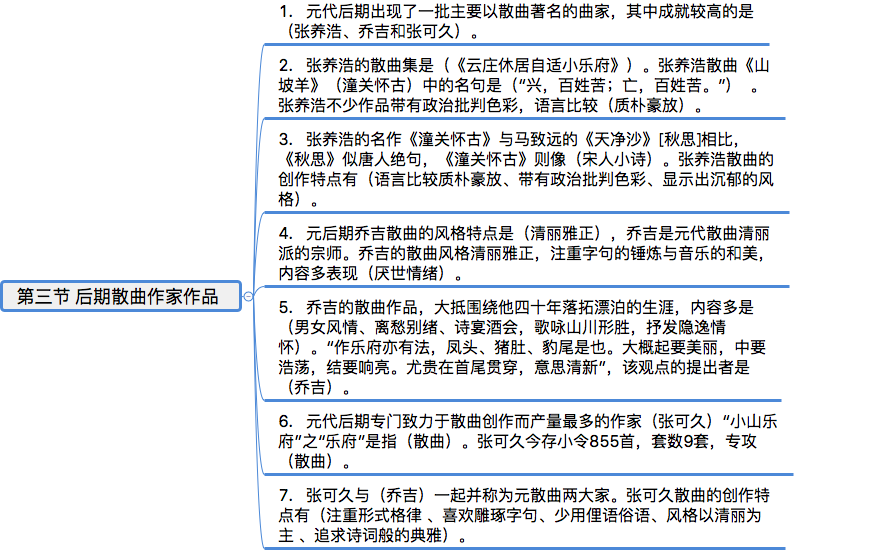 1. 元代后期出现了一批主要以散曲著名的曲家，其中成就较高的是
（张养浩、乔吉和张可久）。
2. 张养浩的散曲集是（《云庄休居自适小乐府》）。张养浩散曲《山
坡羊》（潼关怀古）中的名句是（“兴，百姓苦；亡，百姓苦。”） 。
张养浩不少作品带有政治批判色彩，语言比较（质朴豪放）。
3. 张养浩的名作《潼关怀古》与马致远的《天净沙》[秋思]相比，
《秋思》似唐人绝句，《潼关怀古》则像（宋人小诗）。张养浩散曲的
创作特点有（语言比较质朴豪放、带有政治批判色彩、显示出沉郁的风
格）。
4. 元后期乔吉散曲的风格特点是（清丽雅正），乔吉是元代散曲清丽
派的宗师。乔吉的散曲风格清丽雅正，注重字句的锤炼与音乐的和美，
内容多表现（厌世情绪）。
第三节 后期散曲作家作品
5. 乔吉的散曲作品，大抵围绕他四十年落拓漂泊的生涯，内容多是
（男女风情、离愁别绪、诗宴酒会，歌咏山川形胜，抒发隐逸情
怀）。“作乐府亦有法，凤头、猪肚、豹尾是也。大概起要美丽，中要
浩荡，结要响亮。尤贵在首尾贯穿，意思清新”，该观点的提出者是
（乔吉）。
6. 元代后期专门致力于散曲创作而产量最多的作家（张可久）“小山乐
府”之“乐府”是指（散曲）。张可久今存小令855首，套数9套，专攻
（散曲）。
7. 张可久与（乔吉）一起并称为元散曲两大家。张可久散曲的创作特
点有（注重形式格律 、喜欢雕琢字句、少用俚语俗语、风格以清丽为
主 、追求诗词般的典雅）。